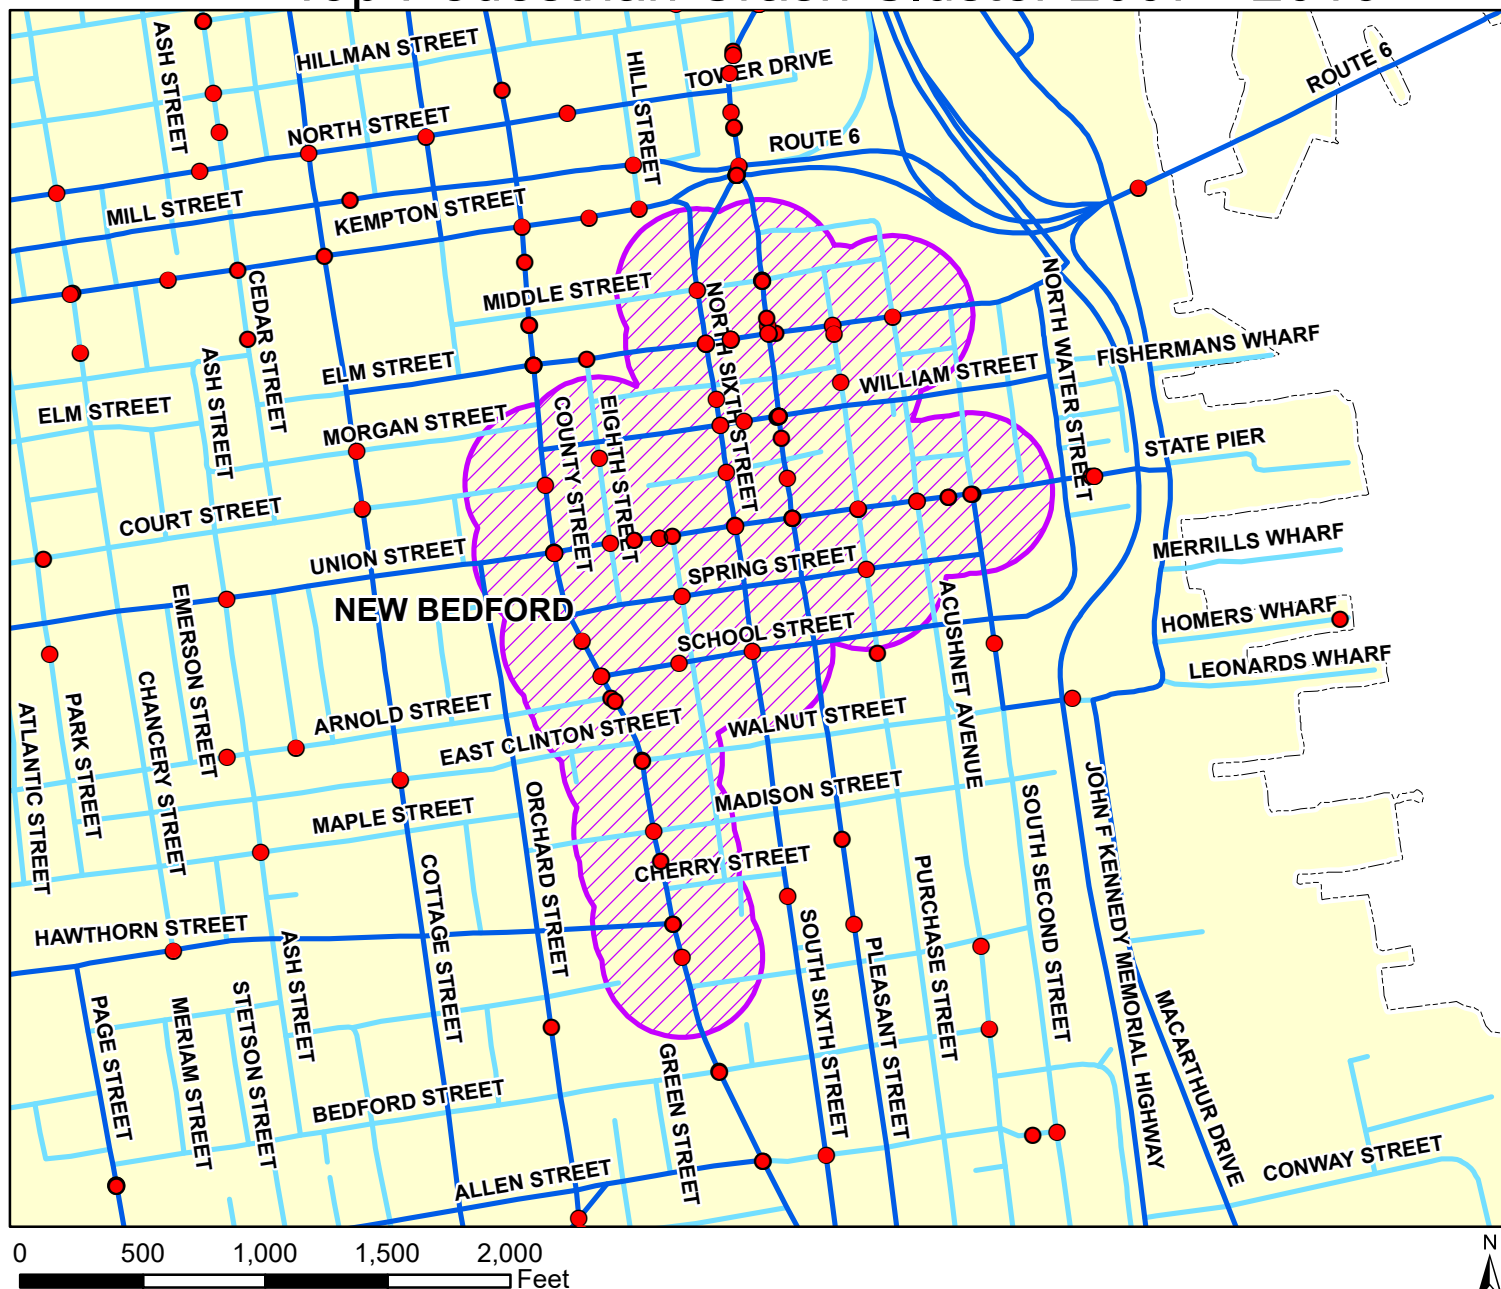 ASH STREET
HILLMAN STREET
HILL STREET
TOWER DRIVE
ROUTE 6
NORTH STREET
ROUTE 6
MILL STREET
KEMPTON STREET
MIDDLE STREET
CEDAR STREET
NORTH SIXTH STREET
NORTH WATER STREET
FISHERMANS WHARF
ASH STREET
ELM STREET
WILLIAM STREET
ELM STREET
MORGAN STREET
COUNTY STREET
EIGHTH STREET
STATE PIER
COURT STREET
UNION STREET
SPRING STREET
MERRILLS WHARF
NEW BEDFORD
EMERSON STREET
SCHOOL STREET
ACUSHNET AVENUE
HOMERS WHARF
LEONARDS WHARF
ATLANTIC STREET
PARK STREET
CHANCERY STREET
ARNOLD STREET
EAST CLINTON STREET
WALNUT STREET
MAPLE STREET
ORCHARD STREET
MADISON STREET
SOUTH SECOND STREET
JOHN F KENNEDY MEMORIAL HIGHWAY
CHERRY STREET
COTTAGE STREET
PURCHASE STREET
HAWTHORN STREET
ASH STREET
SOUTH SIXTH STREET
PLEASANT STREET
PAGE STREET
MERIAM STREET
STETSON STREET
MACARTHUR DRIVE
GREEN STREET
BEDFORD STREET
ALLEN STREET
CONWAY STREET
0 500 1,000 1,500 2,000
Feet
N